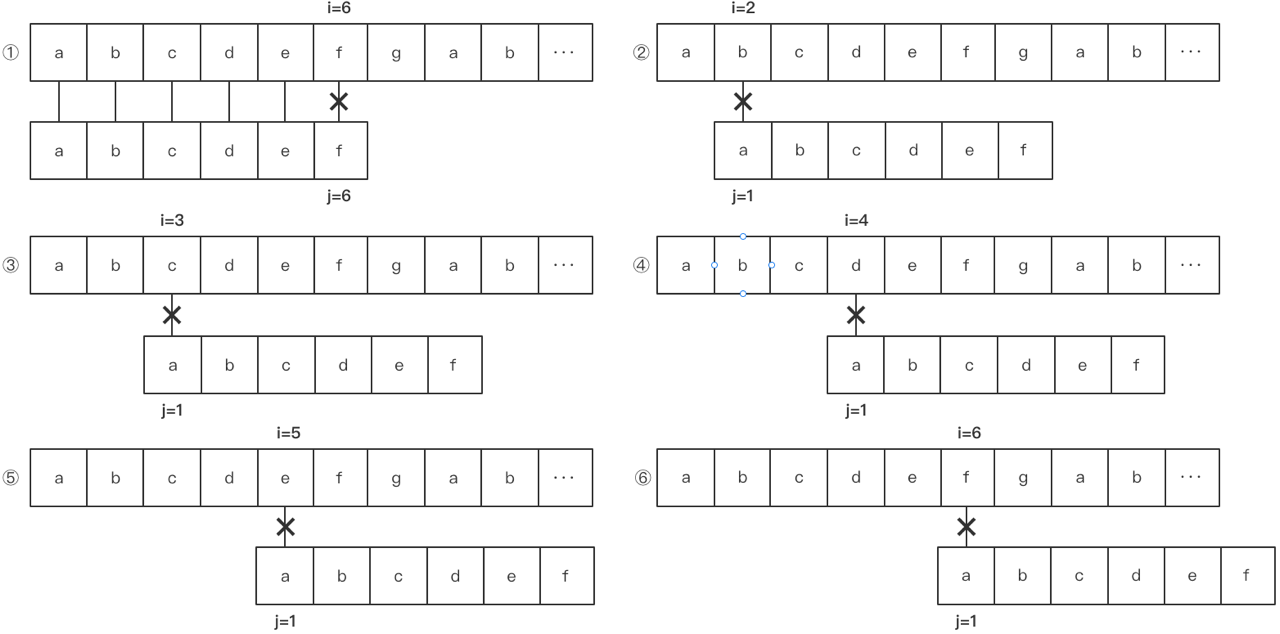 i=6
① a b c d e f g a b ···
a b c d e f
j=6
i=2
② a b c d e f g a b ···
a b c d e f
j=1
i=3
③ a b c d e f g a b ···
a b c d e f
j=1
i=4
④ a b c d e f g a b ···
a b c d e f
j=1
i=5
⑤ a b c d e f g a b ···
a b c d e f
j=1
i=6
⑥ a b c d e f g a b ···
a b c d e f
j=1